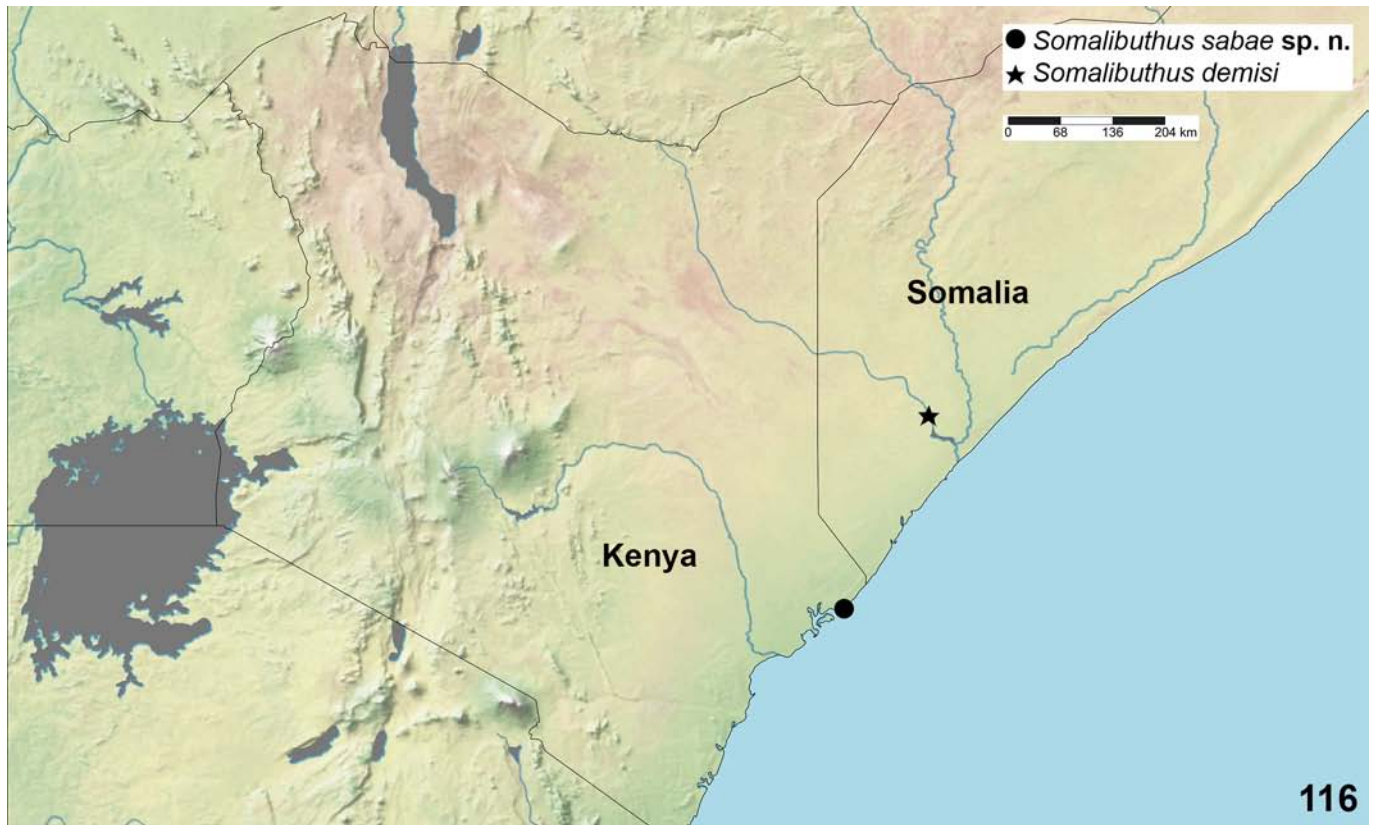 ● Somalibuthus sabae sp. n.
★ Somalibuthus demisi
0 68 136 204 km
Somalia
Kenya
116